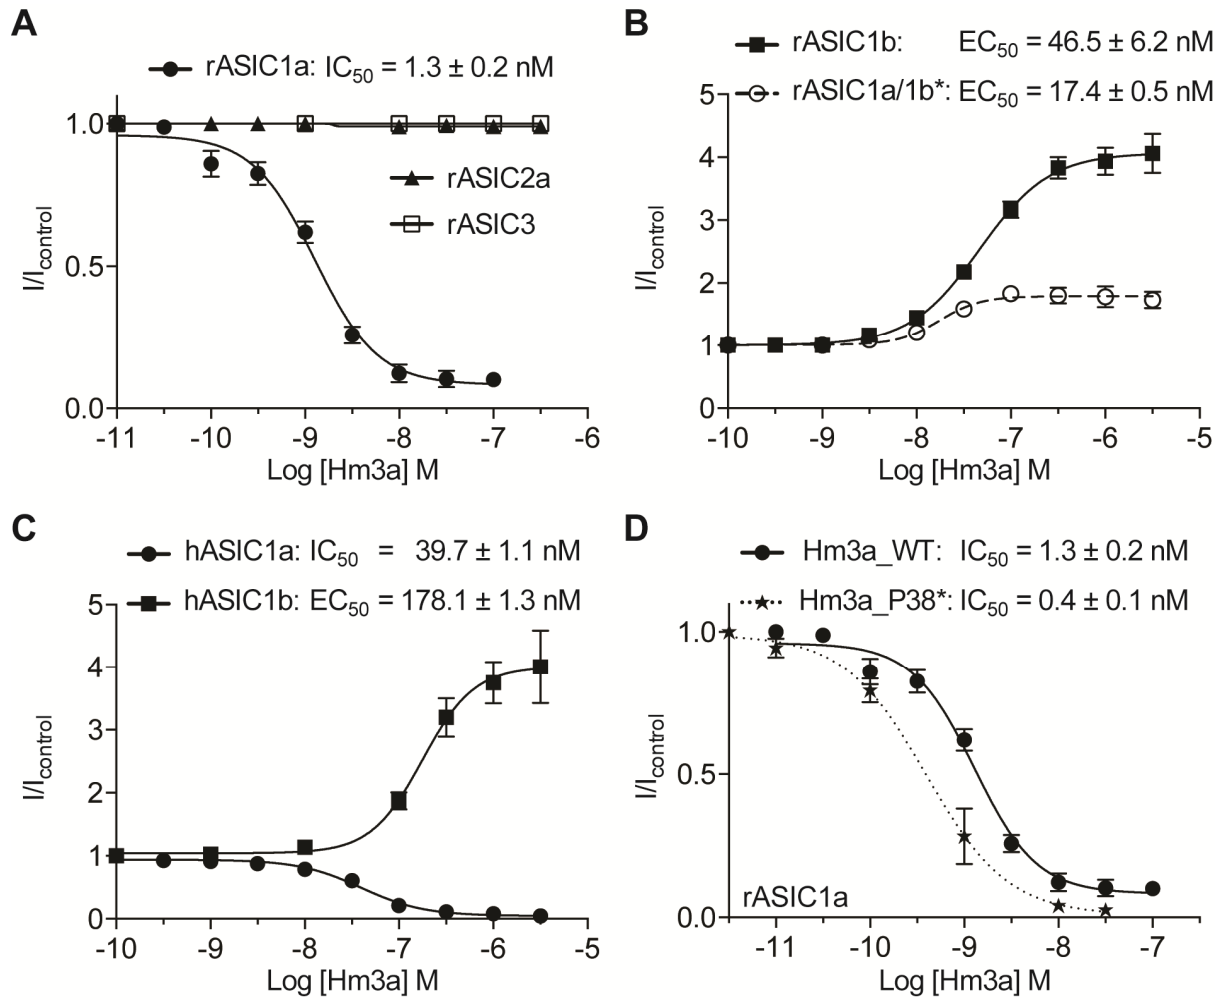 A
rASIC1a: IC50 = 1.3 ± 0.2 nM
1.0
rASIC2a
rASIC3
0.5
0.0
I/Icontrol
-11 -10 -9 -8 -7 -6
Log [Hm3a] M
B
rASIC1b: EC50 = 46.5 ± 6.2 nM
rASIC1a/1b*: EC50 = 17.4 ± 0.5 nM
5
4
3
2
1
0
I/Icontrol
-10 -9 -8 -7 -6 -5
Log [Hm3a] M
C
hASIC1a: IC50 = 39.7 ± 1.1 nM
hASIC1b: EC50 = 178.1 ± 1.3 nM
5
4
3
2
1
0
I/Icontrol
-10 -9 -8 -7 -6 -5
Log [Hm3a] M
D
Hm3a_WT: IC50 = 1.3 ± 0.2 nM
Hm3a_P38*: IC50 = 0.4 ± 0.1 nM
1.0
0.5
0.0
I/Icontrol
rASIC1a
-11 -10 -9 -8 -7
Log [Hm3a] M